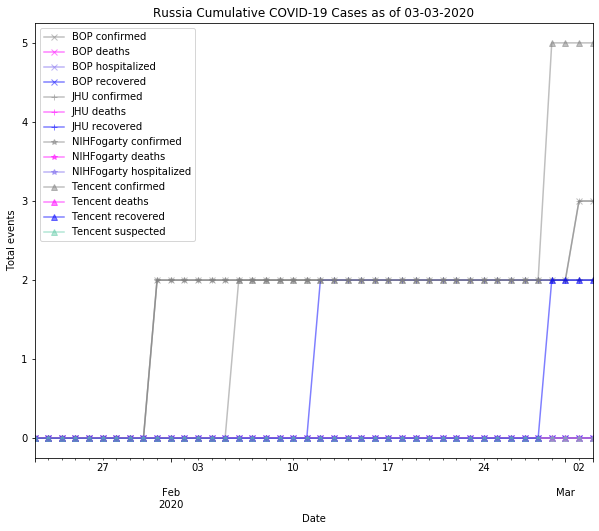 Russia Cumulative COVID-19 Cases as of 03-03-2020
BOP confirmed
BOP deaths
BOP hospitalized
BOP recovered
JHU confirmed
JHU deaths
JHU recovered
NIHFogarty confirmed
NIHFogarty deaths
NIHFogarty hospitalized
Tencent confirmed
Tencent deaths
Tencent recovered
Tencent suspected
Total events
5
4
3
2
1
0
27 03 10 17 24 02
Feb Mar
2020
Date